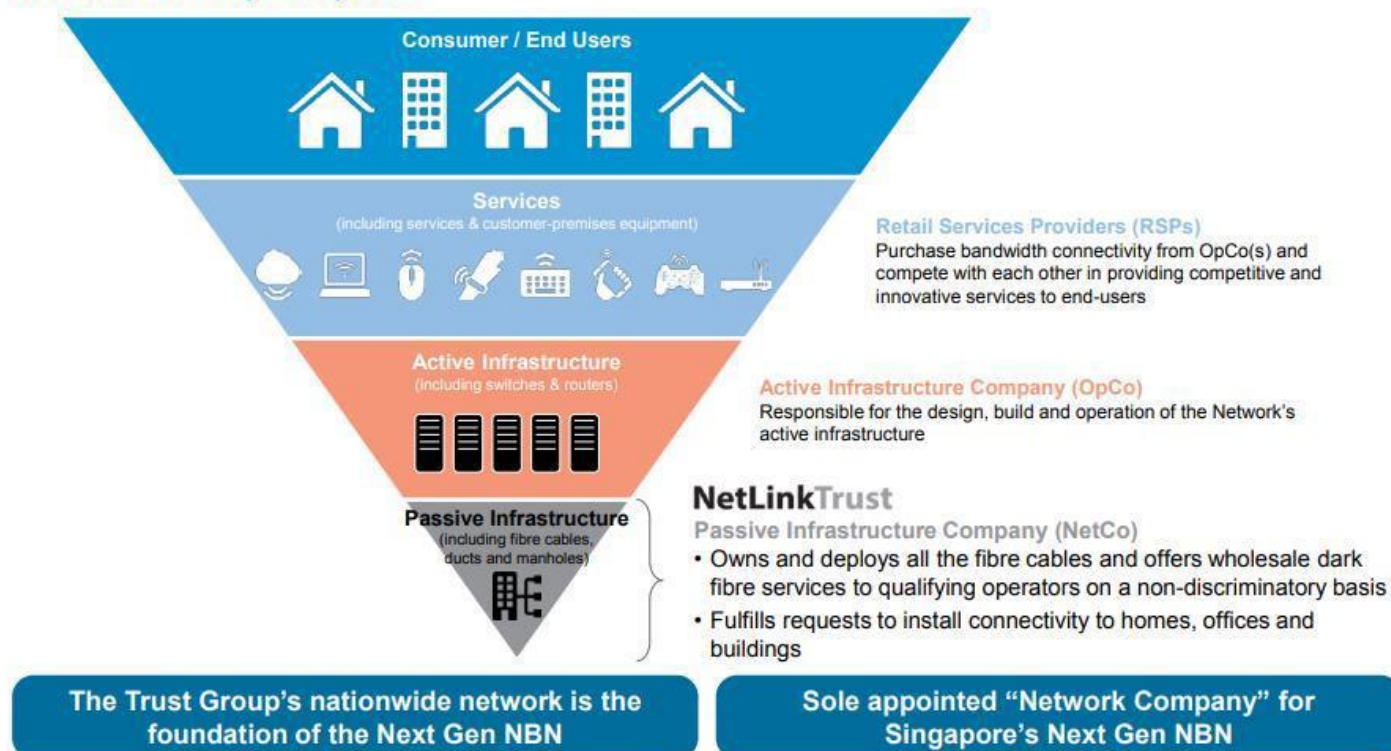 Consumer / End Users
Services
(including services & customer-premises equipment)
Retail Services Providers (RSPs)
Purchase bandwidth connectivity from OpCo(s) and
compete with each other in providing competitive and
innovative services to end-users
Active Infrastructure
(including switches & routers)
Active Infrastructure Company (OpCo)
Responsible for the design, build and operation of the Network's
active infrastructure
Passive Infrastructure
(including fibre cables,
ducts and manholes)
NetLinkTrust
Passive Infrastructure Company (NetCo)
• Owns and deploys all the fibre cables and offers wholesale dark
fibre services to qualifying operators on a non-discriminatory basis
• Fulfills requests to install connectivity to homes, offices and
buildings
The Trust Group's nationwide network is the
foundation of the Next Gen NBN
Sole appointed “Network Company” for
Singapore's Next Gen NBN